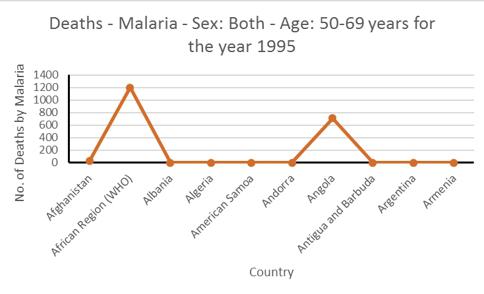 Deaths - Malaria - Sex: Both - Age: 50-69 years for
the year 1995
No. of Deaths by Malaria
1400
1200
1000
800
600
400
200
0
Afghanistan
African Region (WHO)
Albania
Algeria
American Samoa
Andorra
Angola
Antigua and Barbuda
Argentina
Armenia
Country